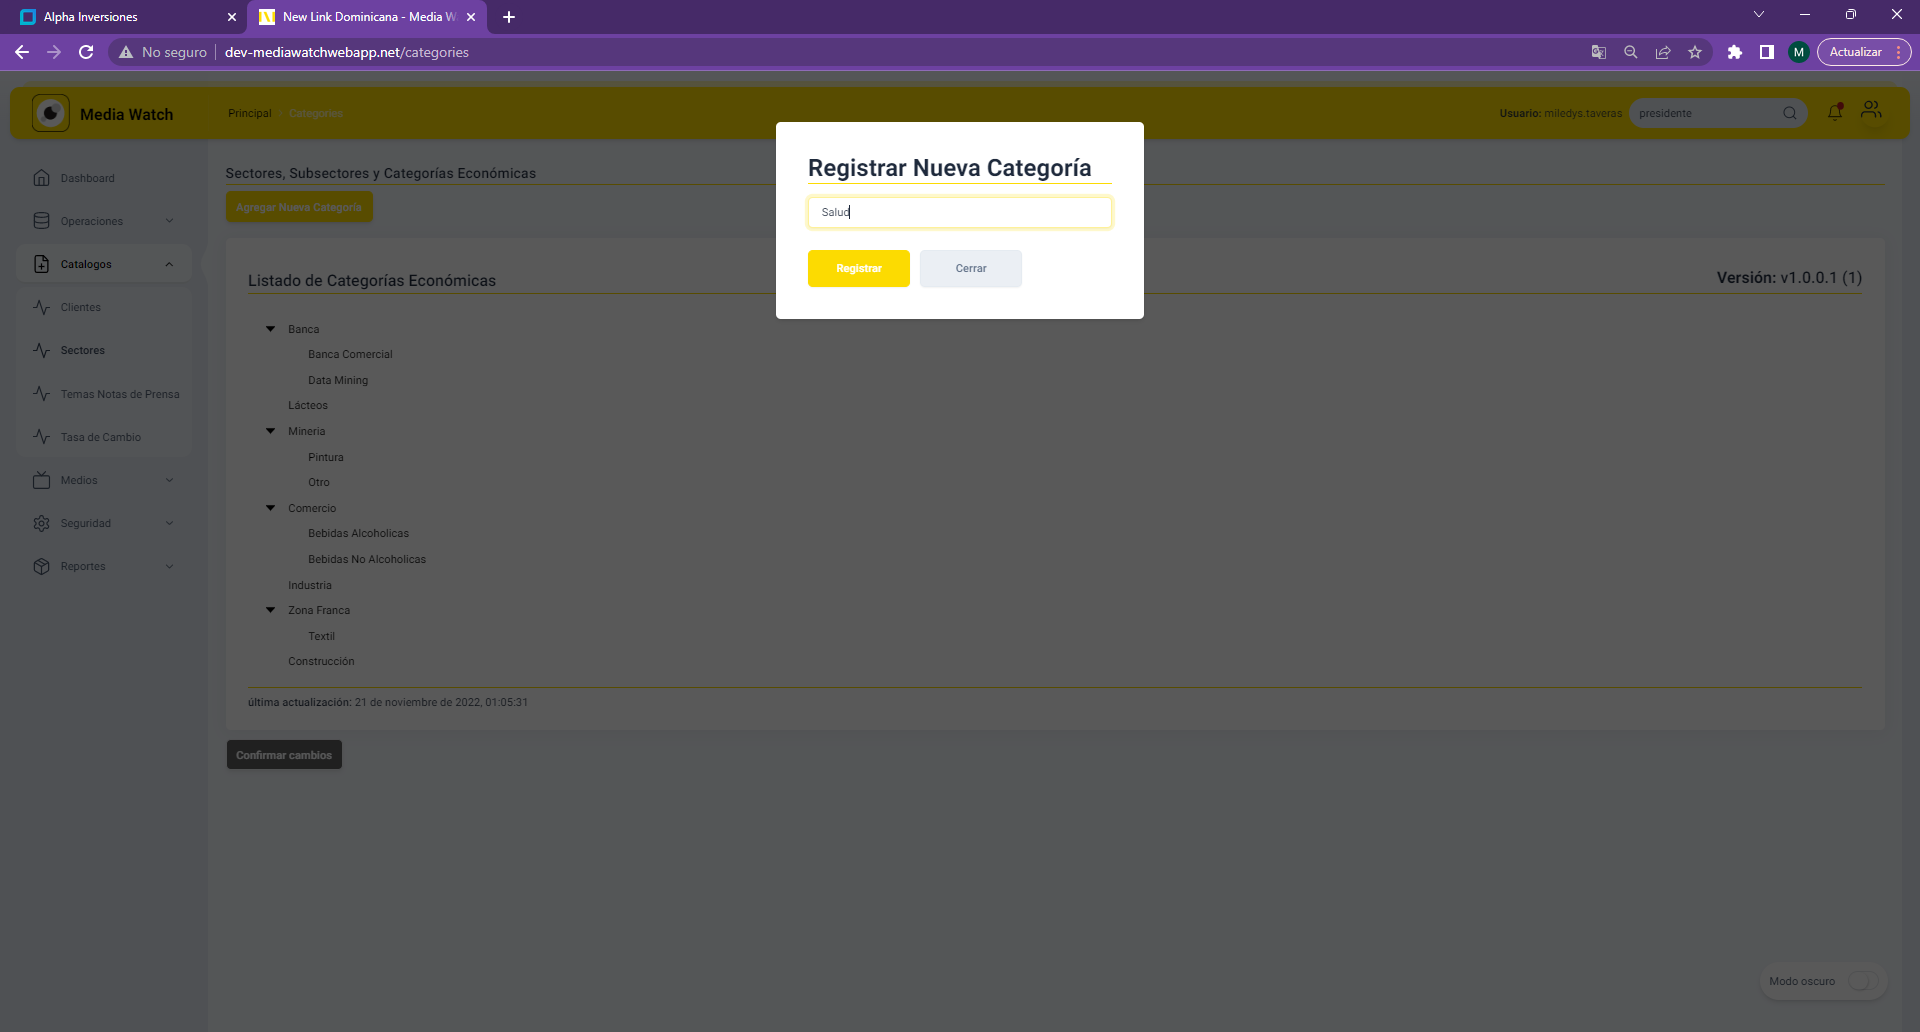 Alpha Inversiones
New Link Dominicana - Media W
No seguro
dev-mediawatchwebapp.net/categories
M
Actualizar
Media Watch
Principal
Categories
Usuario: miledys.taveras
presidente
Dashboard
Operaciones
Catalogos
Clientes
Sectores
Temas Notas de Prensa
Tasa de Cambio
Medios
Seguridad
Reportes
Sectores, Subsectores y Categorías Económicas
Agregar Nueva Categoría
Registrar Nueva Categoría
Salud
Registrar
Cerrar
Listado de Categorías Económicas
Versión: v1.0.0.1 (1)
Banca
Banca Comercial
Data Mining
Lácteos
Mineria
Pintura
Otro
Comercio
Bebidas Alcoholicas
Bebidas No Alcoholicas
Industria
Zona Franca
Textil
Construcción
última actualización: 21 de noviembre de 2022, 01:05:31
Confirmar cambios
Modo oscuro